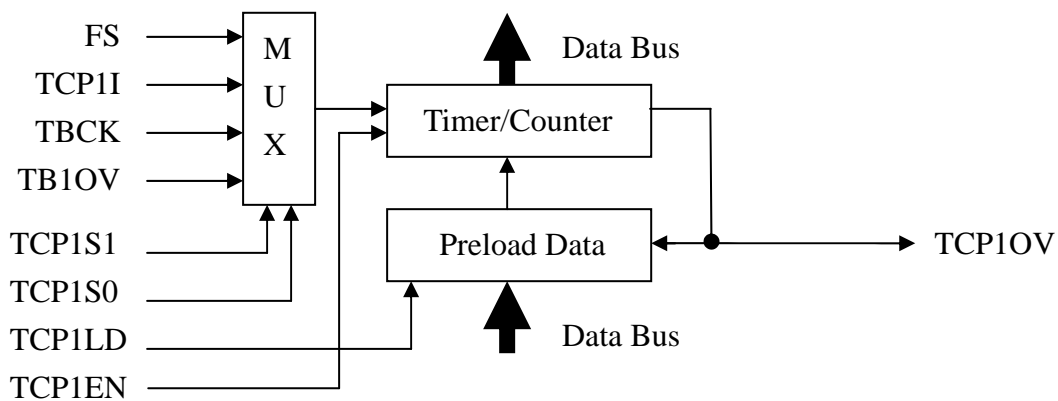 FS
TCP1I
TBCK
TB1OV
TCP1S1
TCP1S0
TCP1LD
TCP1EN
M
U
X
Data Bus
Timer/Counter
Preload Data
Data Bus
TCP1OV